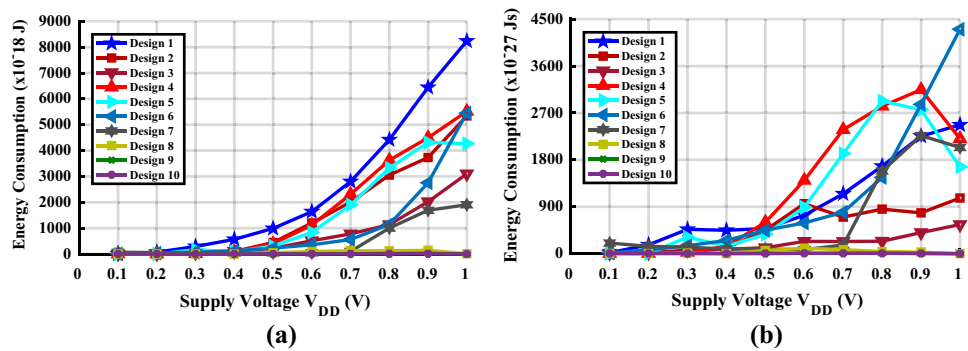 Energy Consumption (x10^-18 J)
9000
8000
7000
6000
5000
4000
3000
2000
1000
0
Design 1
Design 2
Design 3
Design 4
Design 5
Design 6
Design 7
Design 8
Design 9
Design 10
0 0.1 0.2 0.3 0.4 0.5 0.6 0.7 0.8 0.9 1
Supply Voltage V_DD (V)
(a)
Energy Consumption (x10^-27 Js)
4500
3600
2700
1800
900
0
Design 1
Design 2
Design 3
Design 4
Design 5
Design 6
Design 7
Design 8
Design 9
Design 10
0 0.1 0.2 0.3 0.4 0.5 0.6 0.7 0.8 0.9 1
Supply Voltage V_DD (V)
(b)